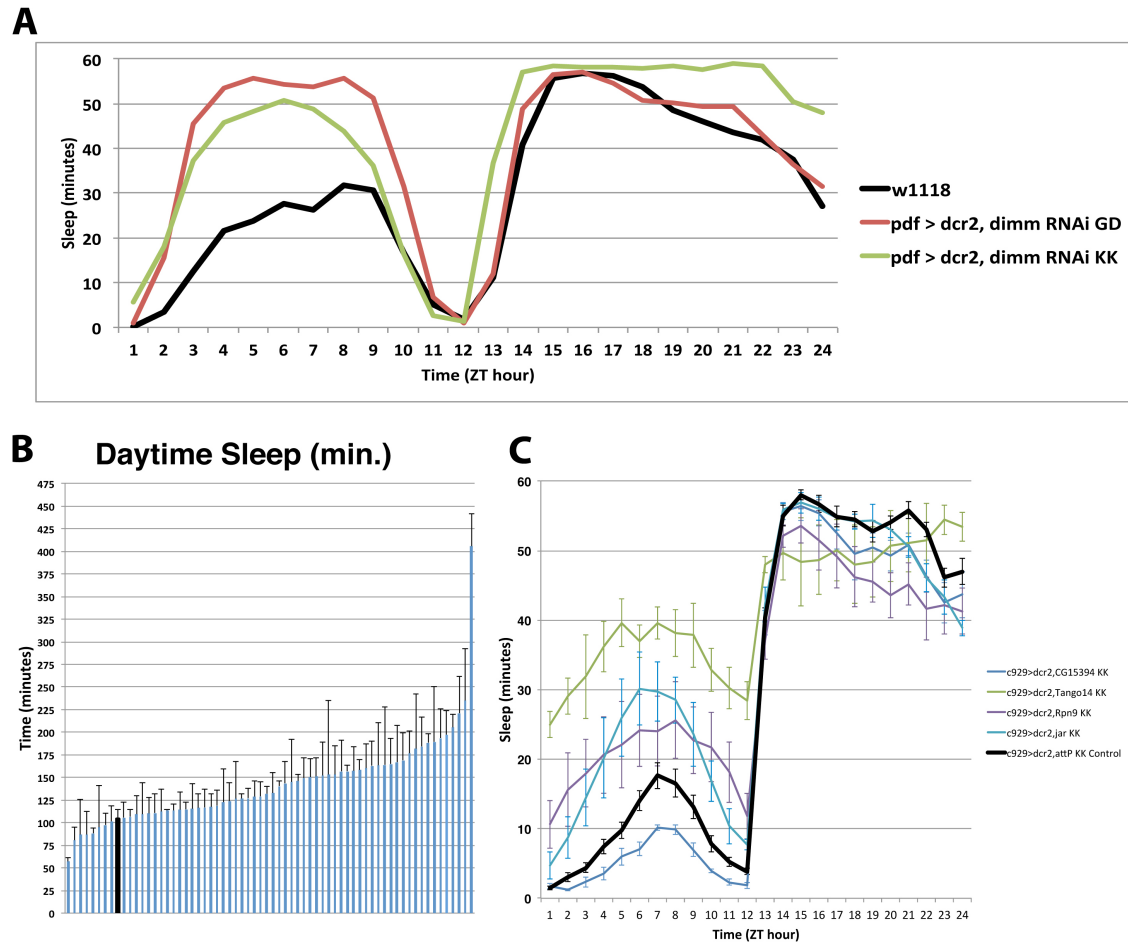 A
60
50
40
30
20
10
0
Sleep (minutes)
1 2 3 4 5 6 7 8 9 10 11 12 13 14 15 16 17 18 19 20 21 22 23 24
Time (ZT hour)
w1118
pdf > dcr2, dimm RNAi GD
pdf > dcr2, dimm RNAi KK
B
Daytime Sleep (min.)
475
450
425
400
375
350
325
300
275
250
225
200
175
150
125
100
75
50
25
0
Time (minutes)
C
60
50
40
30
20
10
0
Sleep (minutes)
1 2 3 4 5 6 7 8 9 10 11 12 13 14 15 16 17 18 19 20 21 22 23 24
Time (ZT hour)
c929>dcr2,CG15394 KK
c929>dcr2,Tango14 KK
c929>dcr2,Rpn9 KK
c929>dcr2,jar KK
c929>dcr2,attP KK Control